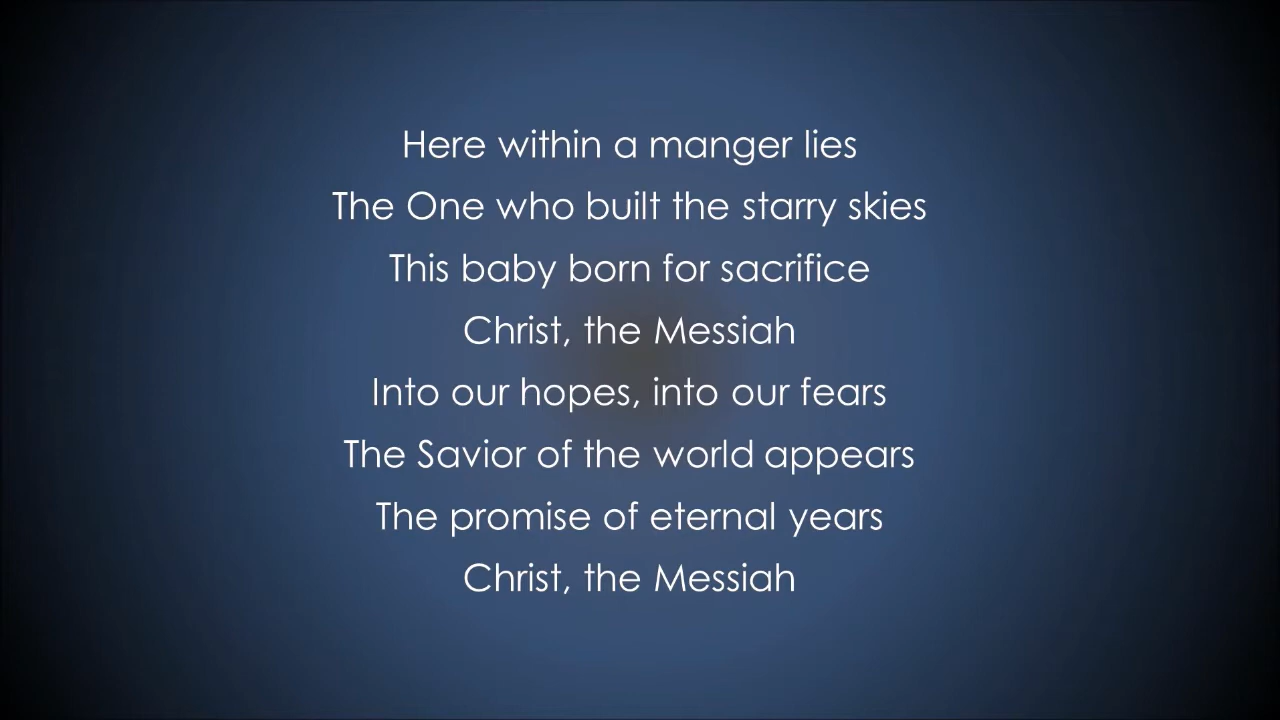 Here within a manger lies
The One who built the starry skies
This baby born for sacrifice
Christ, the Messiah
Into our hopes, into our fears
The Savior of the world appears
The promise of eternal years
Christ, the Messiah